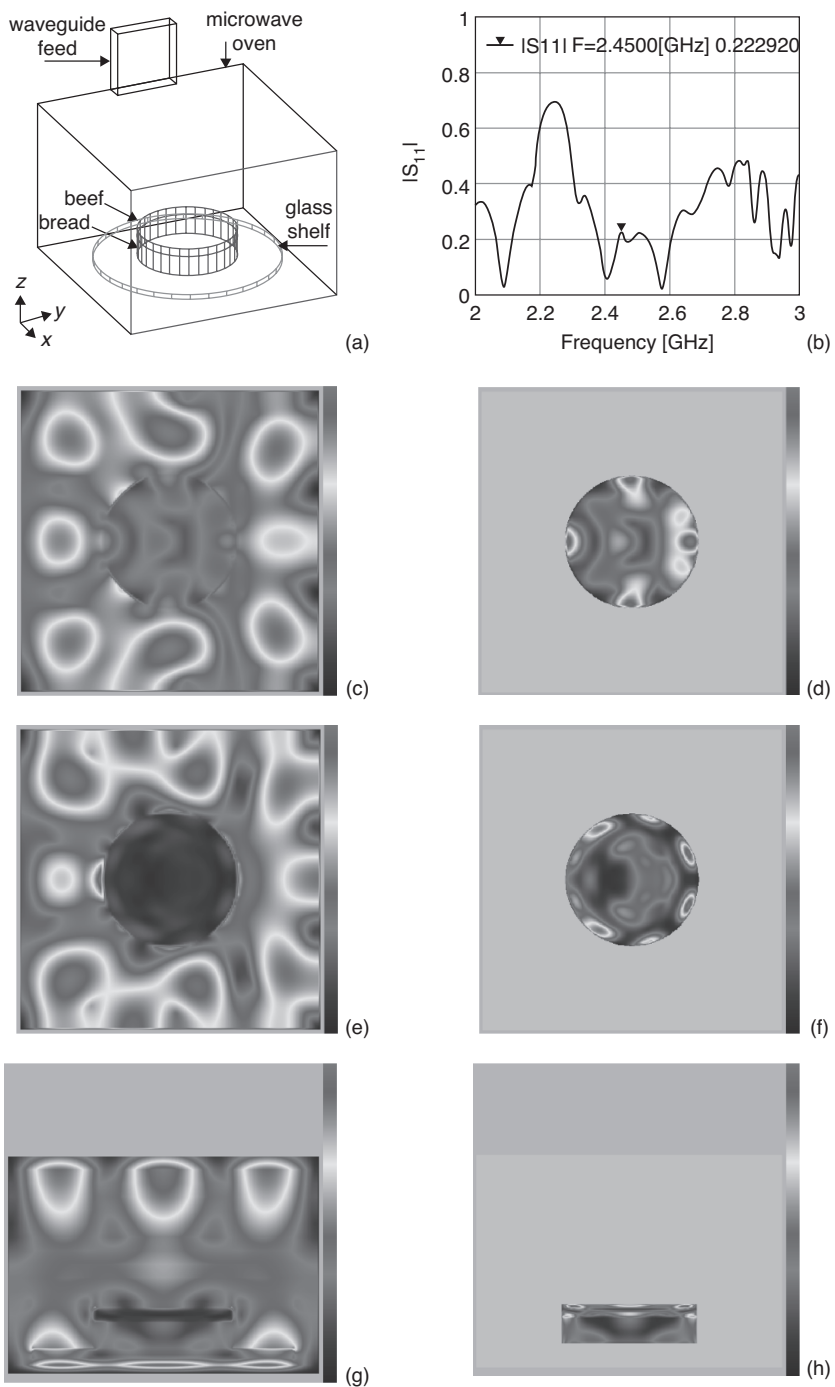 waveguide
feed
microwave
oven
beef
bread
glass
shelf
z
y
x
(a)
|S11| F=2.4500[GHz] 0.222920
|S₁₁|
1
0.8
0.6
0.4
0.2
0
2 2.2 2.4 2.6 2.8 3
Frequency [GHz]
(b)
(c)
(d)
(e)
(f)
(g)
(h)